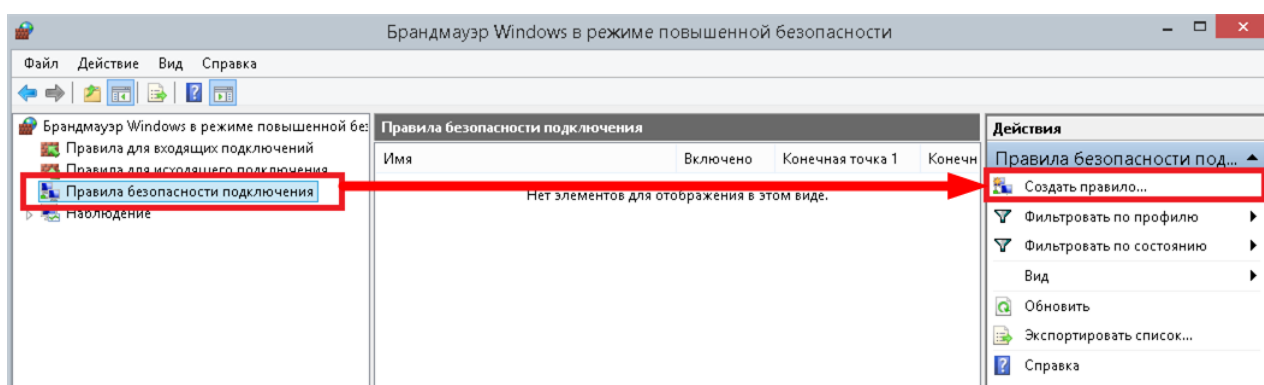 Брандмауэр Windows в режиме повышенной безопасности
Файл Действие Вид Справка
Брандмауэр Windows в режиме повышенной без
Правила для входящих подключений
Правила для исходящего подключения
Правила безопасности подключения
Наблюдение
Правила безопасности подключения
Имя Включено Конечная точка 1 Конечн
Нет элементов для отображения в этом виде.
Действия
Правила безопасности под...
Создать правило...
Фильтровать по профилю
Фильтровать по состоянию
Вид
Обновить
Экспортировать список...
Справка